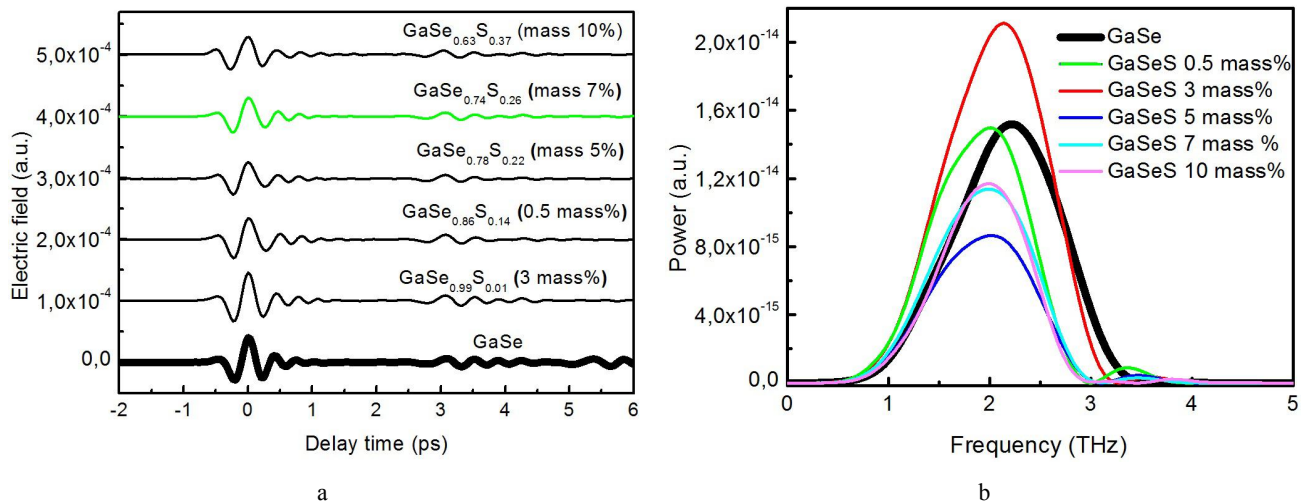 Electric field (a.u.)
5,0x10-4
4,0x10-4
3,0x10-4
2,0x10-4
1,0x10-4
0,0
GaSe0.63S0.37 (mass 10%)
GaSe0.74S0.26 (mass 7%)
GaSe0.78S0.22 (mass 5%)
GaSe0.86S0.14 (0.5 mass%)
GaSe0.99S0.01 (3 mass%)
GaSe
-2 -1 0 1 2 3 4 5 6
Delay time (ps)
a
Power (a.u.)
2,0x10-14
1,6x10-14
1,2x10-14
8,0x10-15
4,0x10-15
0,0
GaSe
GaSeS 0.5 mass%
GaSeS 3 mass%
GaSeS 5 mass%
GaSeS 7 mass %
GaSeS 10 mass%
0 1 2 3 4 5
Frequency (THz)
b